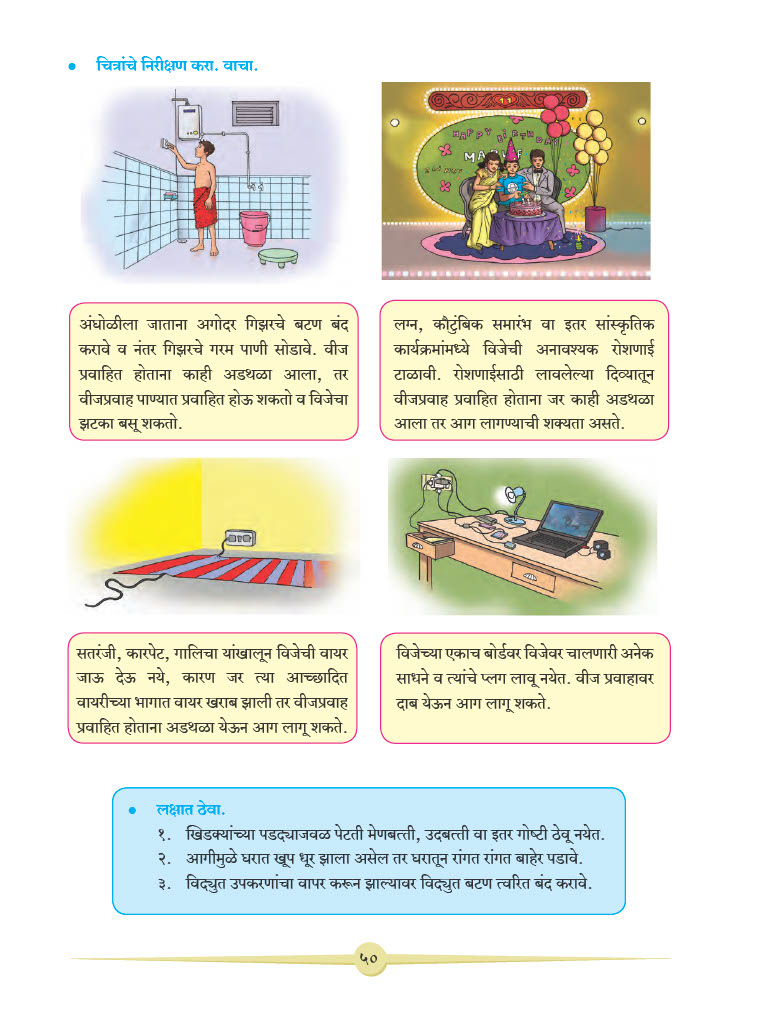 • चित्रांचे निरीक्षण करा. वाचा.
HAPPY BIRTHDAY
अंघोळीला जाताना अगोदर गिझरचे बटण बंद
करावे व नंतर गिझरचे गरम पाणी सोडावे. वीज
प्रवाहित होताना काही अडथळा आला, तर
वीजप्रवाह पाण्यात प्रवाहित होऊ शकतो व विजेचा
झटका बसू शकतो.
लग्न, कौटुंबिक समारंभ वा इतर सांस्कृतिक
कार्यक्रमांमध्ये विजेची अनावश्यक रोशणाई
टाळावी. रोशणाईसाठी लावलेल्या दिव्यातून
वीजप्रवाह प्रवाहित होताना जर काही अडथळा
आला तर आग लागण्याची शक्यता असते.
सतरंजी, कारपेट, गालिचा यांखालून विजेची वायर
जाऊ देऊ नये, कारण जर त्या आच्छादित
वायरीच्या भागात वायर खराब झाली तर वीजप्रवाह
प्रवाहित होताना अडथळा येऊन आग लागू शकते.
विजेच्या एकाच बोर्डवर विजेवर चालणारी अनेक
साधने व त्यांचे प्लग लावू नयेत. वीज प्रवाहावर
दाब येऊन आग लागू शकते.
• लक्षात ठेवा.
१. खिडक्यांच्या पडद्याजवळ पेटती मेणबत्ती, उदबत्ती वा इतर गोष्टी ठेवू नयेत.
२. आगीमुळे घरात खूप धूर झाला असेल तर घरातून रांगत रांगत बाहेर पडावे.
३. विद्युत उपकरणांचा वापर करून झाल्यावर विद्युत बटण त्वरित बंद करावे.
५०